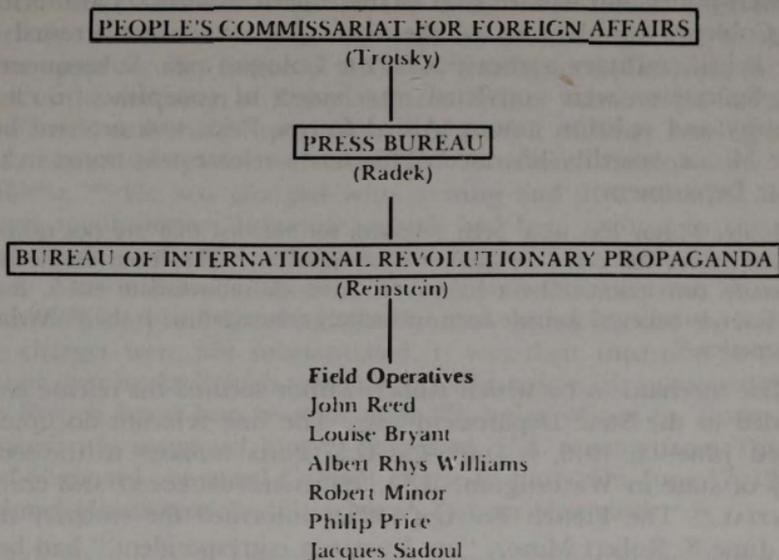 PEOPLE'S COMMISSARIAT FOR FOREIGN AFFAIRS
(Trotsky)
PRESS BUREAU
(Radek)
BUREAU OF INTERNATIONAL REVOLUTIONARY PROPAGANDA
(Reinstein)
Field Operatives
John Reed
Louise Bryant
Albert Rhys Williams
Robert Minor
Philip Price
Jacques Sadoul